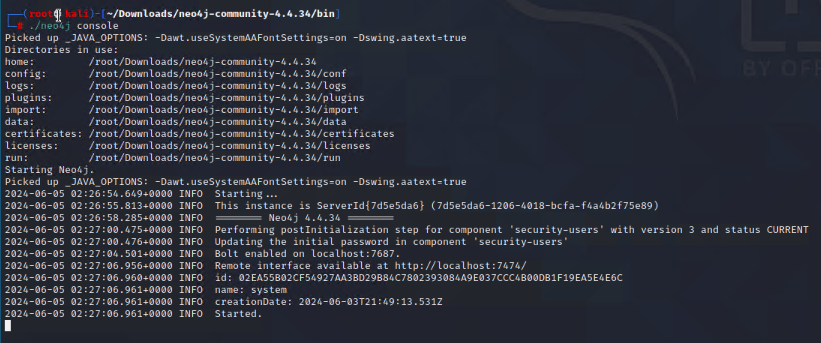 ┌──(root㉿kali)-[~/Downloads/neo4j-community-4.4.34/bin]
└─# ./neo4j console
Picked up _JAVA_OPTIONS: -Dawt.useSystemAAFontSettings=on -Dswing.aatext=true
Directories in use:
home:         /root/Downloads/neo4j-community-4.4.34
config:       /root/Downloads/neo4j-community-4.4.34/conf
logs:         /root/Downloads/neo4j-community-4.4.34/logs
plugins:      /root/Downloads/neo4j-community-4.4.34/plugins
import:       /root/Downloads/neo4j-community-4.4.34/import
data:         /root/Downloads/neo4j-community-4.4.34/data
certificates: /root/Downloads/neo4j-community-4.4.34/certificates
licenses:     /root/Downloads/neo4j-community-4.4.34/licenses
run:          /root/Downloads/neo4j-community-4.4.34/run
Starting Neo4j.
Picked up _JAVA_OPTIONS: -Dawt.useSystemAAFontSettings=on -Dswing.aatext=true
2024-06-05 02:26:54.649+0000 INFO  Starting...
2024-06-05 02:26:55.813+0000 INFO  This instance is ServerId{7d5e5da6} (7d5e5da6-1206-4018-bcfa-f4a4b2f75e89)
2024-06-05 02:26:58.285+0000 INFO  ======== Neo4j 4.4.34 ========
2024-06-05 02:27:00.475+0000 INFO  Performing postInitialization step for component 'security-users' with version 3 and status CURRENT
2024-06-05 02:27:00.476+0000 INFO  Updating the initial password in component 'security-users'
2024-06-05 02:27:04.501+0000 INFO  Bolt enabled on localhost:7687.
2024-06-05 02:27:06.956+0000 INFO  Remote interface available at http://localhost:7474/
2024-06-05 02:27:06.960+0000 INFO  id: 02EA55B02CF54927AA3BD29B84C7802393084A9E037CCC4B00DB1F19EA5E4E6C
2024-06-05 02:27:06.961+0000 INFO  name: system
2024-06-05 02:27:06.961+0000 INFO  creationDate: 2024-06-03T21:49:13.531Z
2024-06-05 02:27:06.961+0000 INFO  Started.
BY OFF